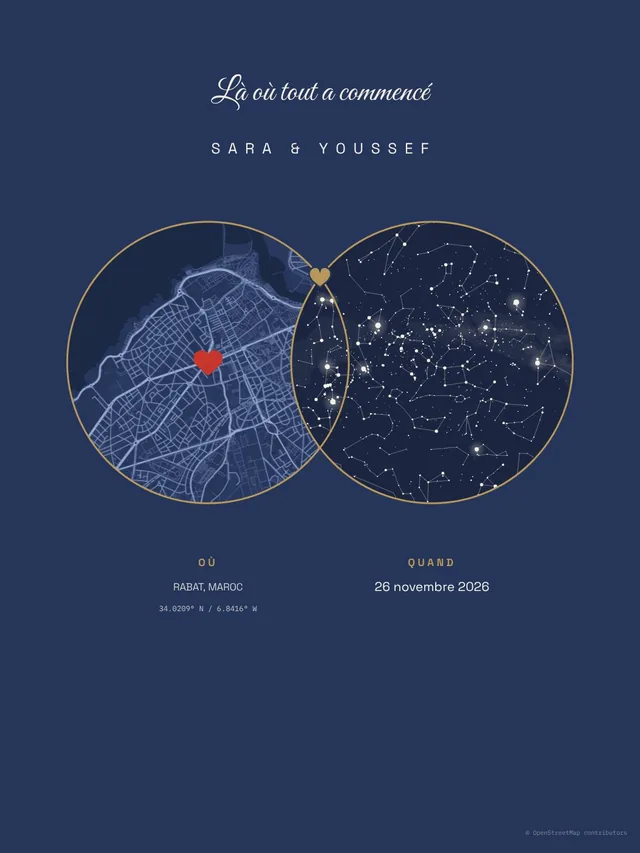 Là où tout a commencé
SARA & YOUSSEF
OÙ
RABAT, MAROC
34.0209° N / 6.8416° W
QUAND
26 novembre 2026
© OpenStreetMap contributors